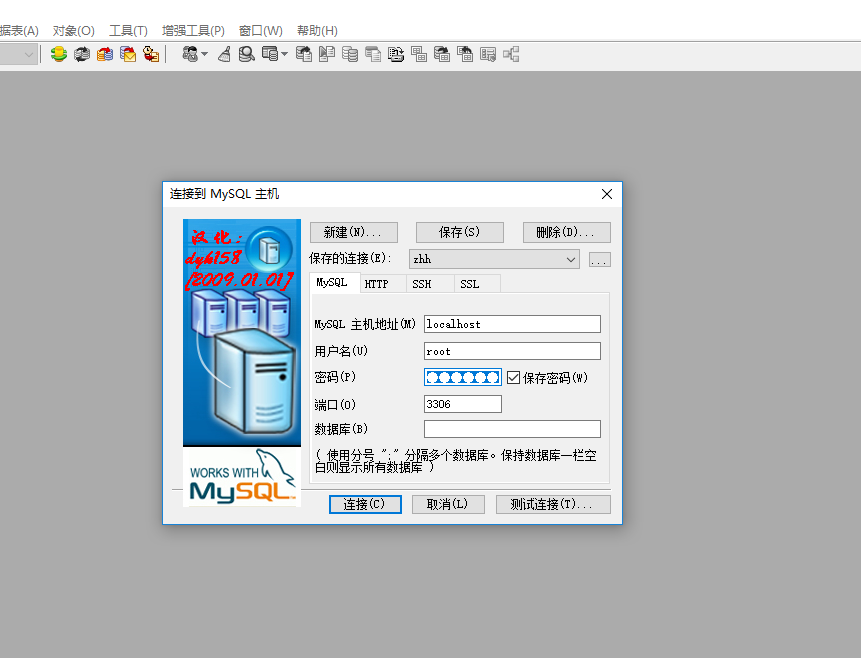 据表(A) 对象(O) 工具(T) 增强工具(P) 窗口(W) 帮助(H)
连接到 MySQL 主机
汉化:
dyh158
[2009.01.01]
WORKS WITH
MySQL
新建(N)... 保存(S) 删除(D)...
保存的连接(E): zhh ...
MySQL HTTP SSH SSL
MySQL 主机地址(M) localhost
用户名(U) root
密码(P) 保存密码(W)
端口(O) 3306
数据库(B)
( 使用分号 ";" 分隔多个数据库。保持数据库一栏空
白则显示所有数据库 )
连接(C) 取消(L) 测试连接(T)...